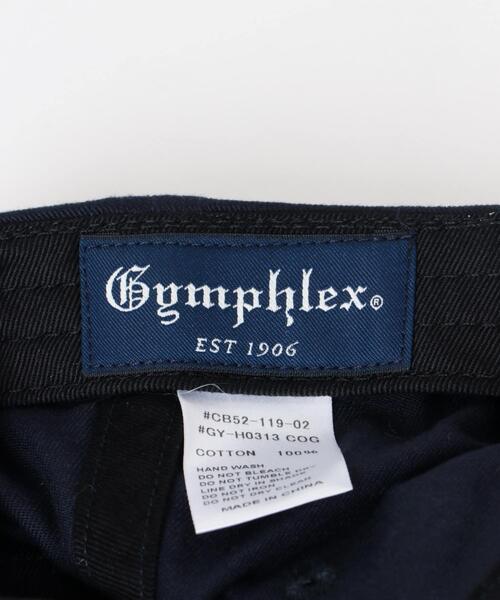 Gymphlex®
EST 1906
#CB52-119-02
#GY-H0313 COG
COTTON 100%
HAND WASH
DO NOT BLEACH
DO NOT TUMBLE DRY
LINE DRY IN SHADE
DO NOT IRON
DO NOT DRY CLEAN
MADE IN CHINA